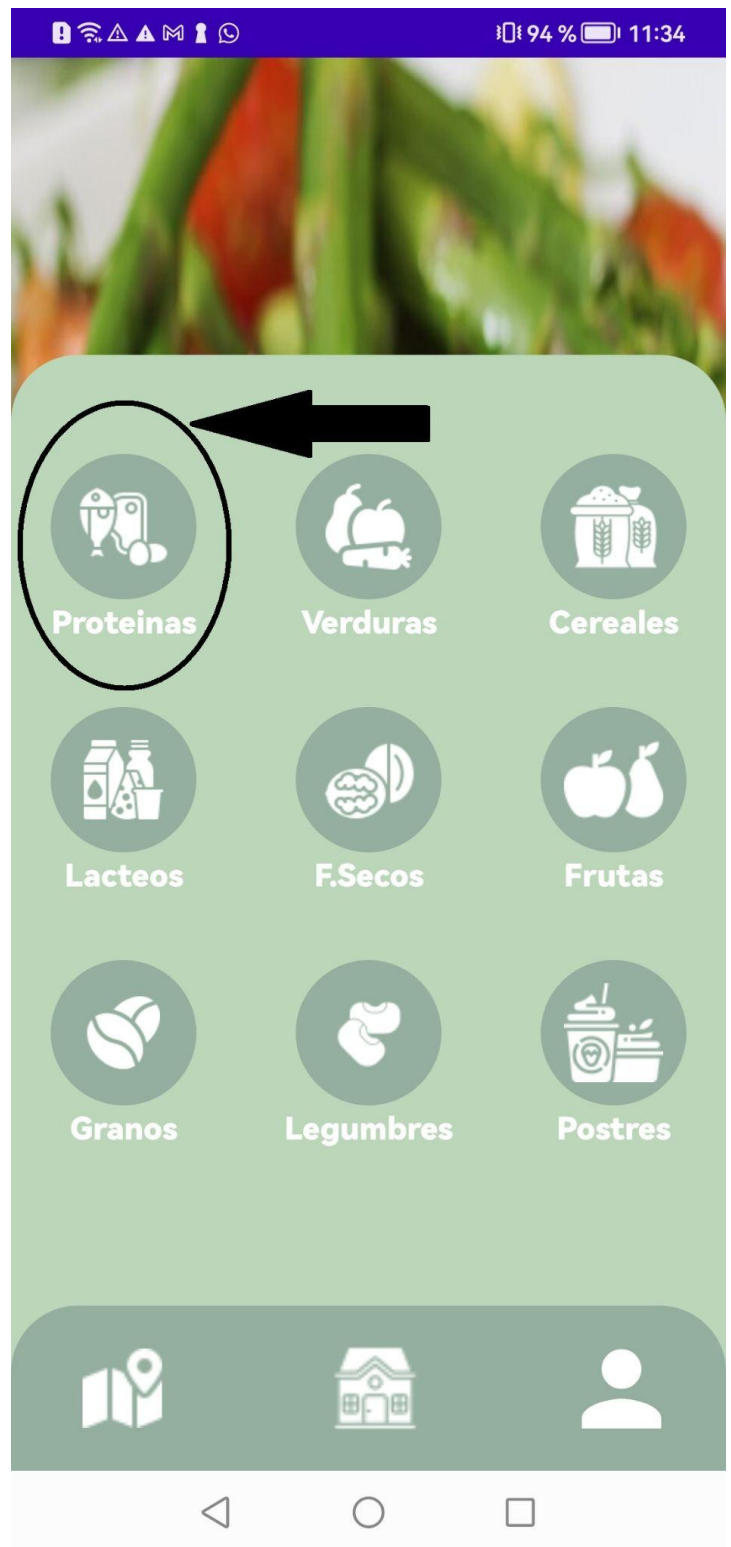 94 % 11:34
Proteinas Verduras Cereales
Lacteos F.Secos Frutas
Granos Legumbres Postres